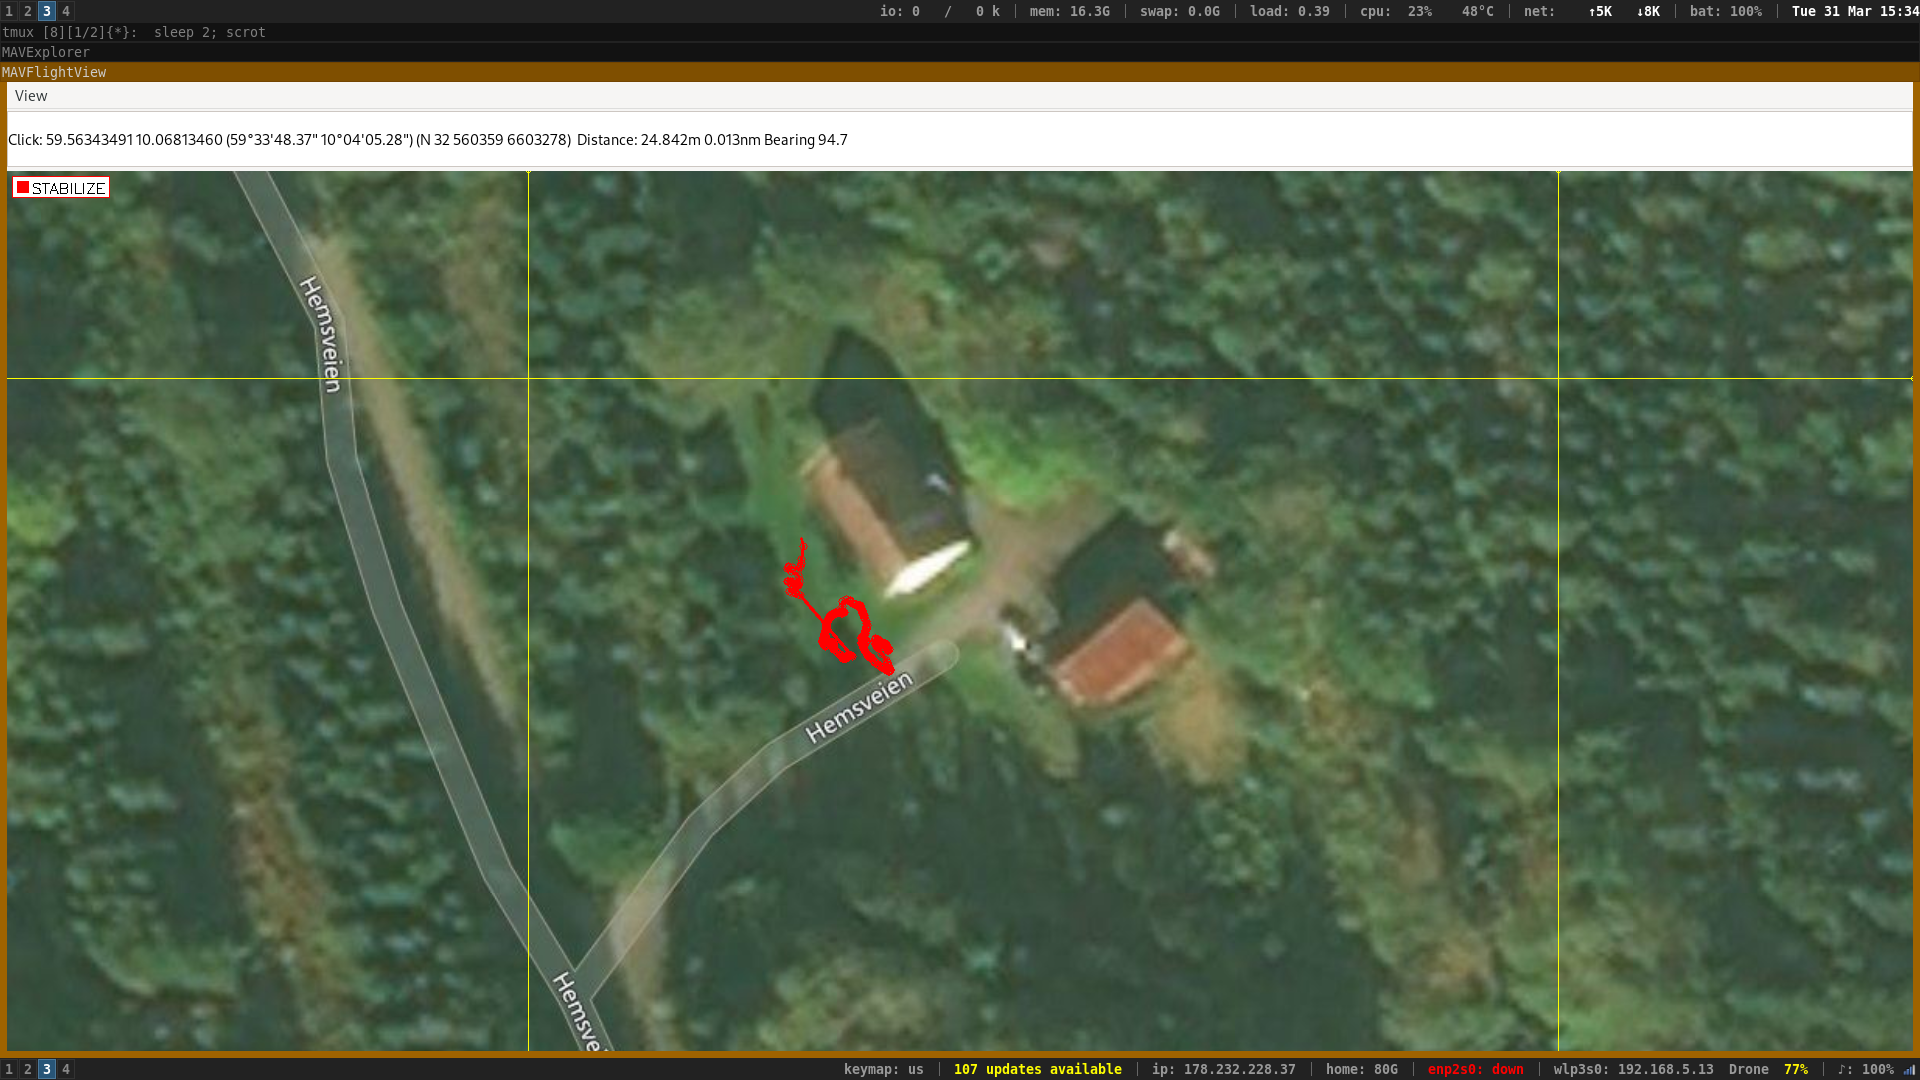 1 2 3 4 io: 0 / 0 k | mem: 16.3G | swap: 0.0G | load: 0.39 | cpu: 23% 48°C | net: ↑5K ↓8K | bat: 100% | Tue 31 Mar 15:34
tmux [8][1/2]{*}: sleep 2; scrot
MAVExplorer
MAVFlightView
View
Click: 59.56343491 10.06813460 (59°33'48.37" 10°04'05.28") (N 32 560359 6603278) Distance: 24.842m 0.013nm Bearing 94.7
STABILIZE
Hemsveien
Hemsveien
Hemsve
1 2 3 4 keymap: us | 107 updates available | ip: 178.232.228.37 | home: 80G | enp2s0: down | wlp3s0: 192.168.5.13 Drone 77% | ♪: 100%